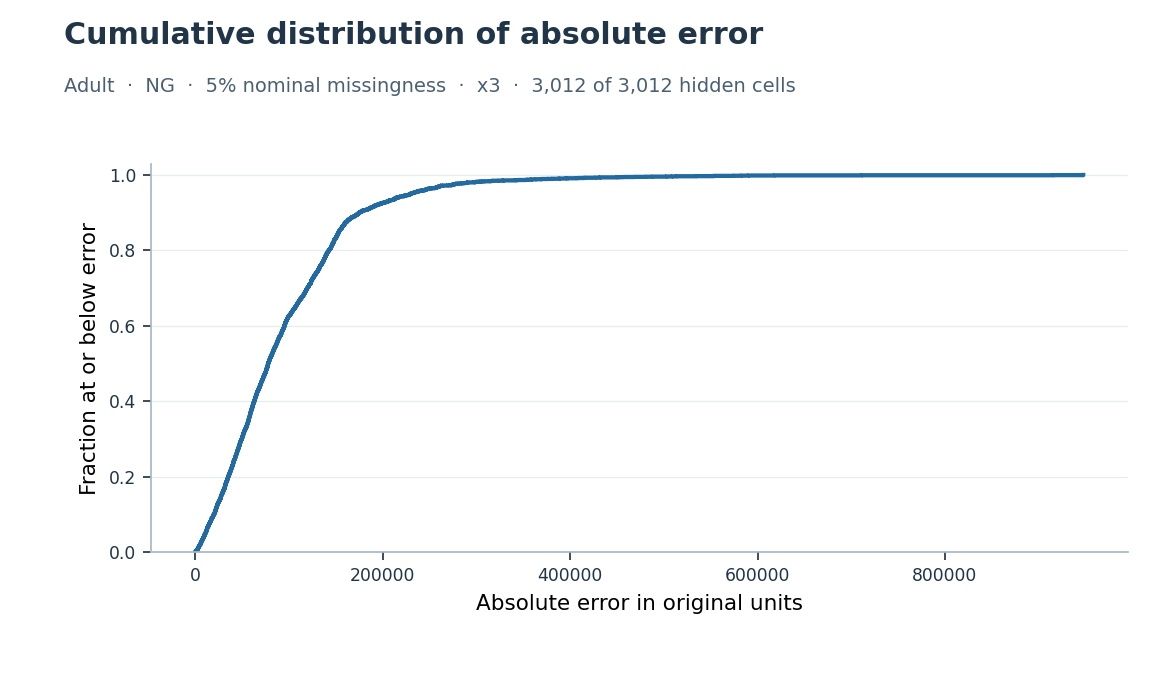 Cumulative distribution of absolute error
Adult · NG · 5% nominal missingness · x3 · 3,012 of 3,012 hidden cells
Fraction at or below error
1.0
0.8
0.6
0.4
0.2
0.0
0 200000 400000 600000 800000
Absolute error in original units